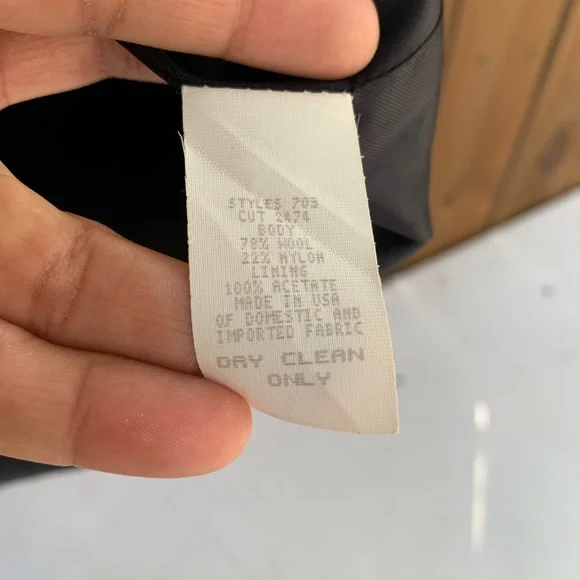 STYLES 703
CUT 2474
BODY
78% WOOL
22% NYLON
LINING
100% ACETATE
MADE IN USA
OF DOMESTIC AND
IMPORTED FABRIC
DRY CLEAN
ONLY